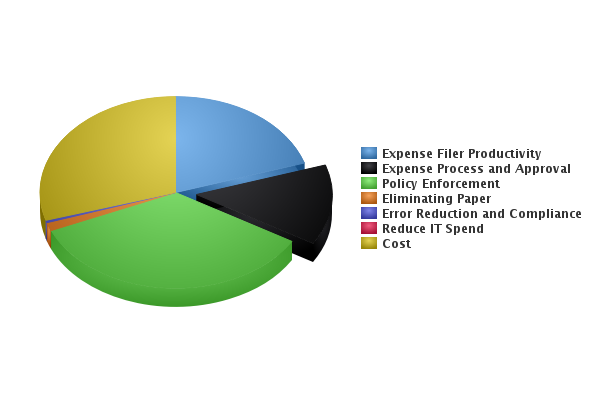 Expense Filer Productivity
Expense Process and Approval
Policy Enforcement
Eliminating Paper
Error Reduction and Compliance
Reduce IT Spend
Cost